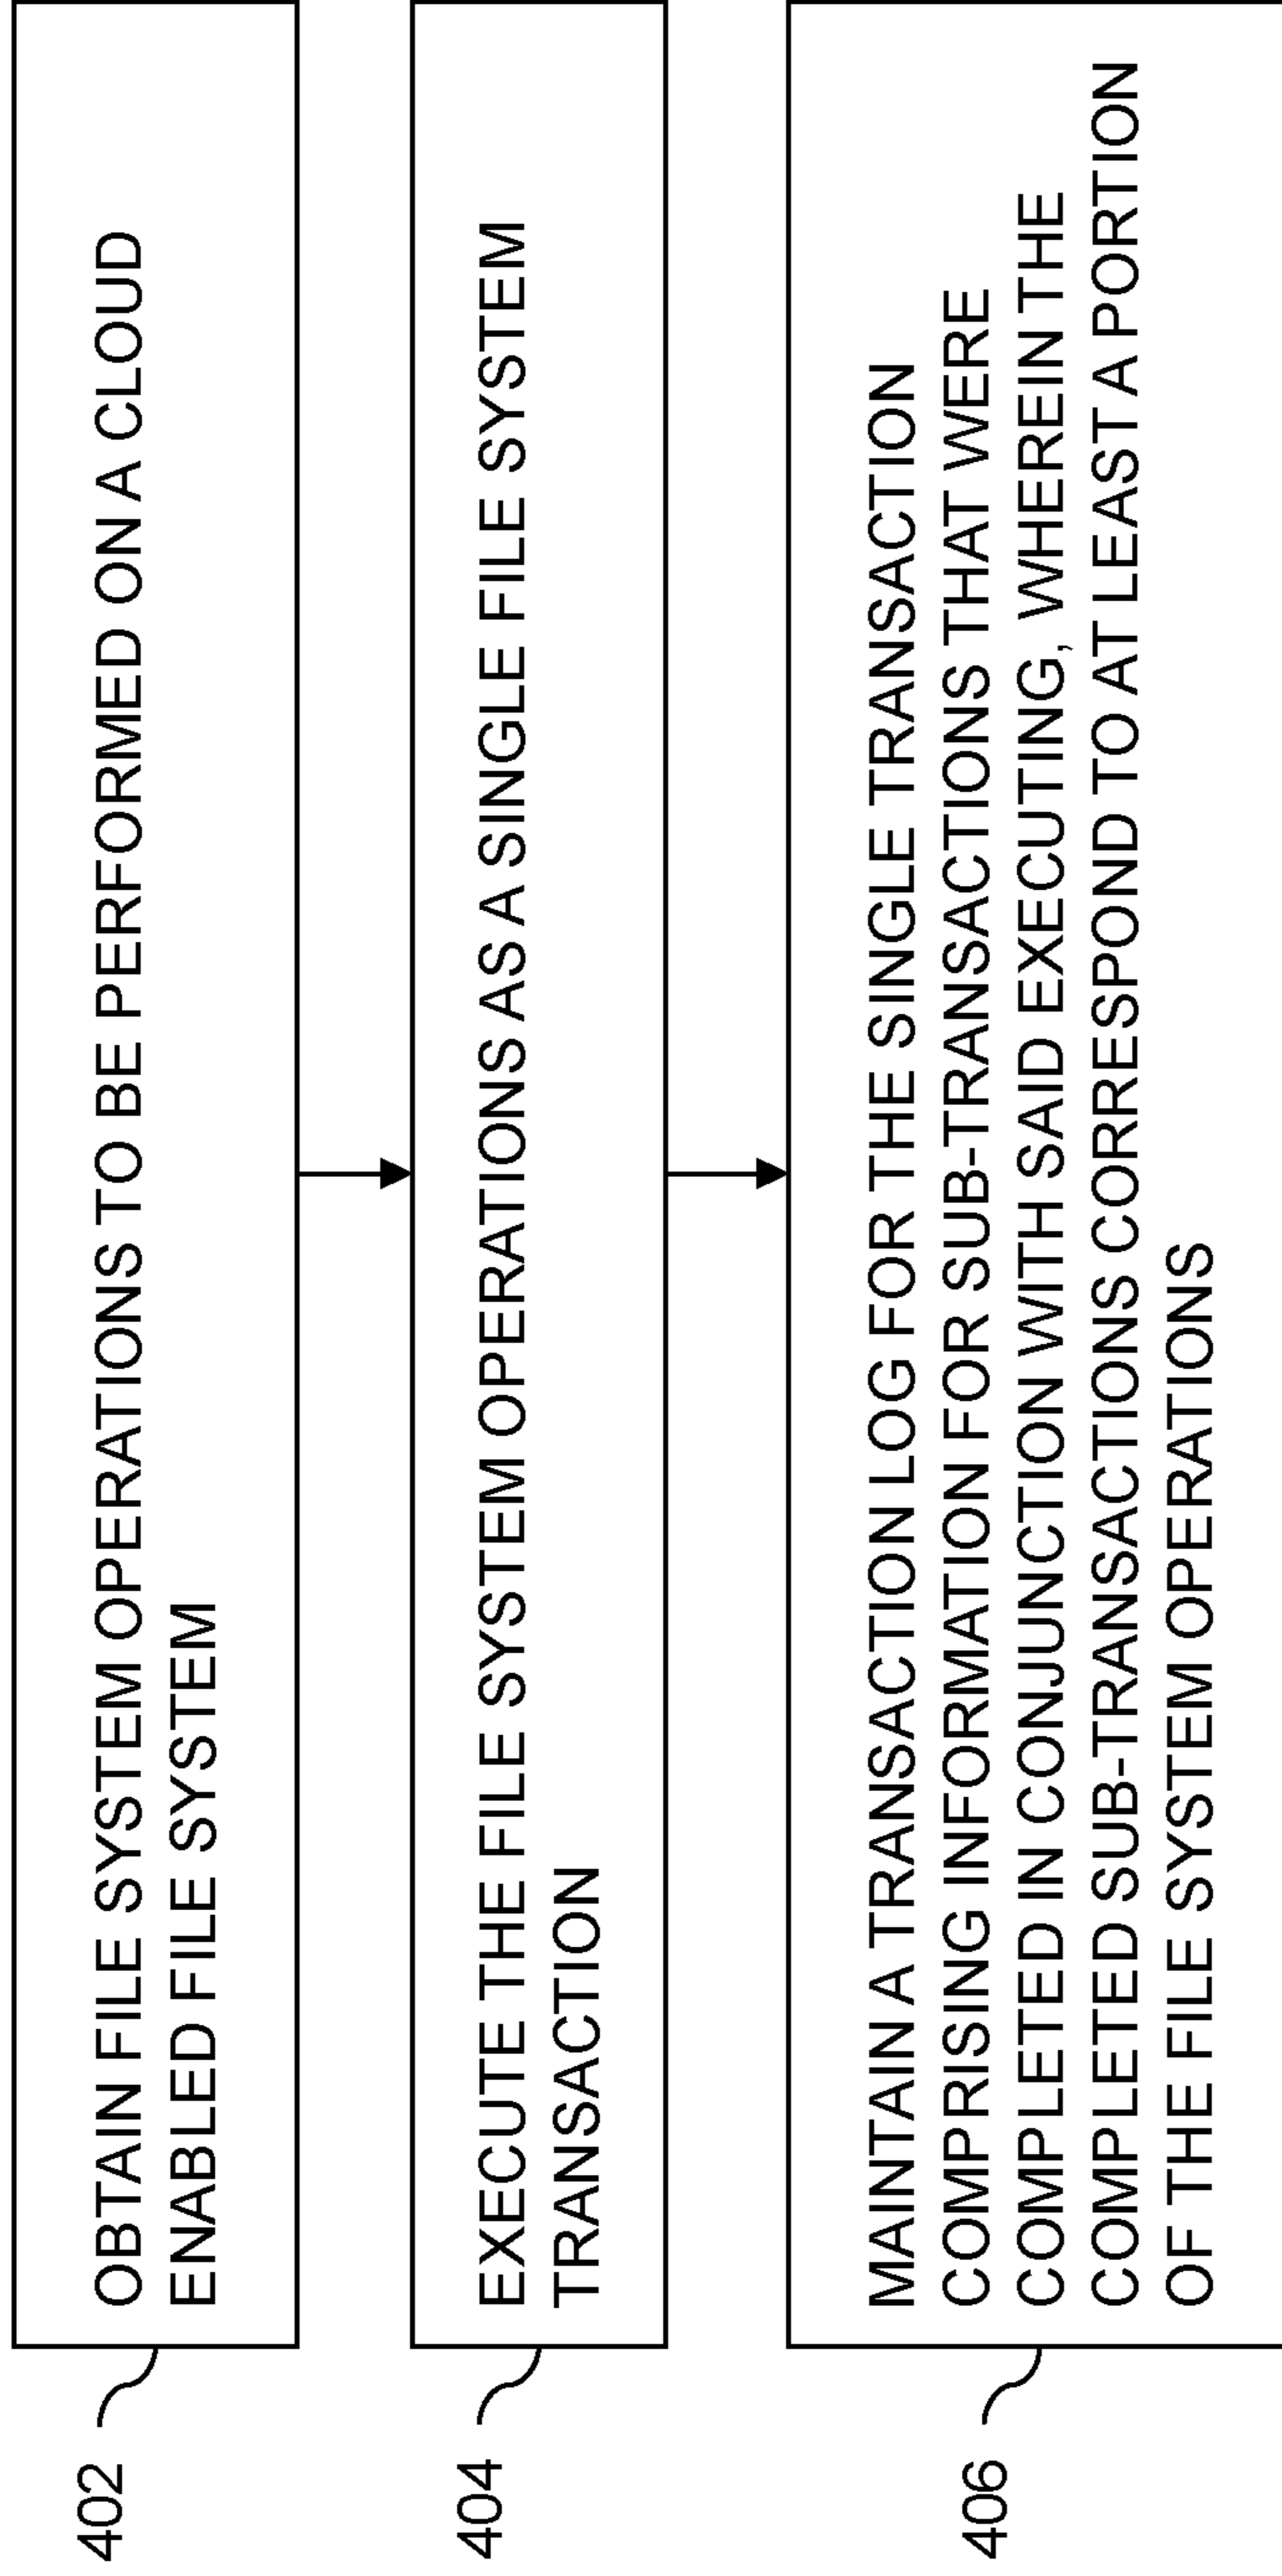 402
OBTAIN FILE SYSTEM OPERATIONS TO BE PERFORMED ON A CLOUD
ENABLED FILE SYSTEM
404
EXECUTE THE FILE SYSTEM OPERATIONS AS A SINGLE FILE SYSTEM
TRANSACTION
406
MAINTAIN A TRANSACTION LOG FOR THE SINGLE TRANSACTION
COMPRISING INFORMATION FOR SUB-TRANSACTIONS THAT WERE
COMPLETED IN CONJUNCTION WITH SAID EXECUTING, WHEREIN THE
COMPLETED SUB-TRANSACTIONS CORRESPOND TO AT LEAST A PORTION
OF THE FILE SYSTEM OPERATIONS